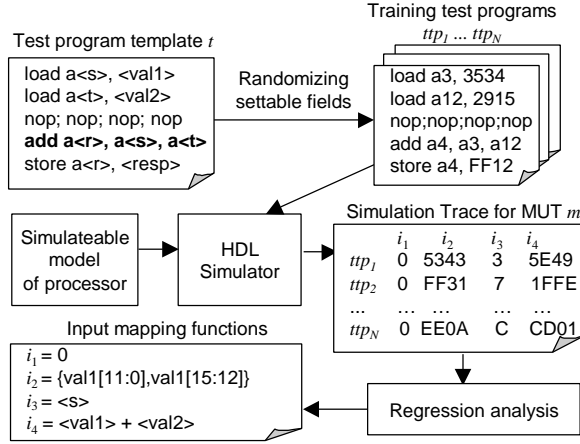 Test program template t
load a<s>, <val1>
load a<t>, <val2>
nop; nop; nop; nop
add a<r>, a<s>, a<t>
store a<r>, <resp>
Randomizing
settable fields
Training test programs
ttp1 ... ttpN
load a3, 3534
load a12, 2915
nop;nop;nop;nop
add a4, a3, a12
store a4, FF12
Simulateable
model
of processor
HDL
Simulator
Simulation Trace for MUT m
i1 i2 i3 i4
ttp1 0 5343 3 5E49
ttp2 0 FF31 7 1FFE
... ... ... ... ...
ttpN 0 EE0A C CD01
Regression analysis
Input mapping functions
i1 = 0
i2 = {val1[11:0],val1[15:12]}
i3 = <s>
i4 = <val1> + <val2>